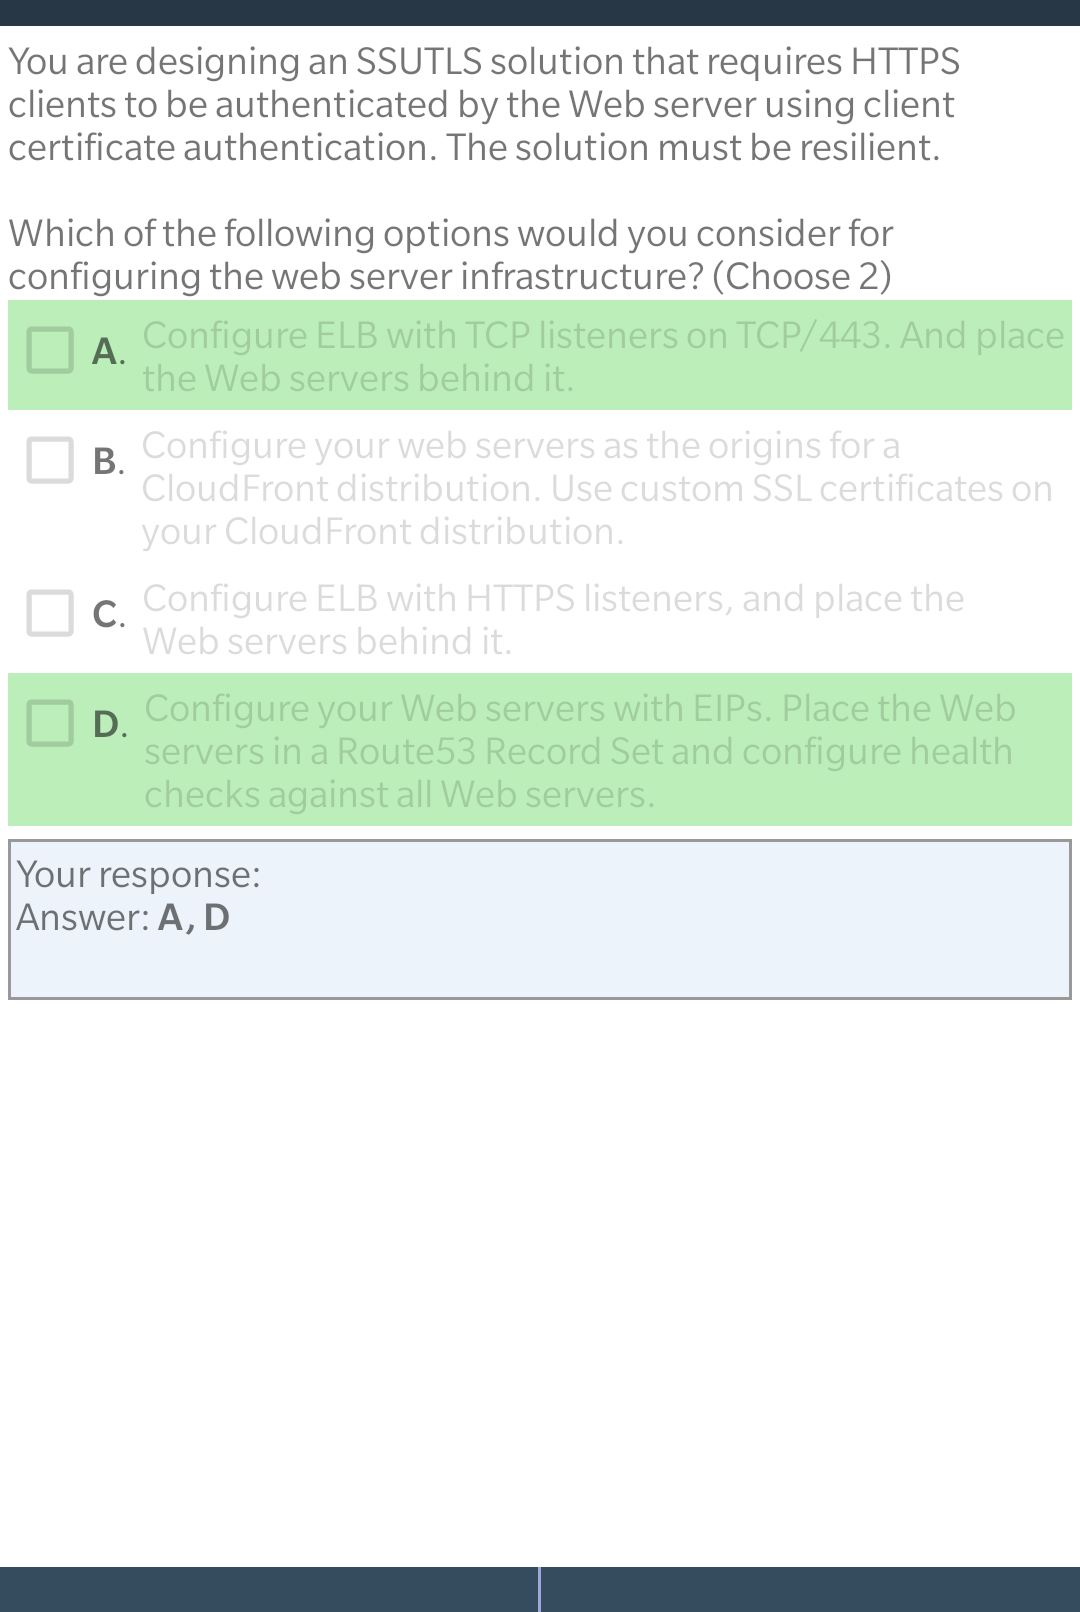 You are designing an SSUTLS solution that requires HTTPS
clients to be authenticated by the Web server using client
certificate authentication. The solution must be resilient.
Which of the following options would you consider for
configuring the web server infrastructure? (Choose 2)
A. Configure ELB with TCP listeners on TCP/443. And place
the Web servers behind it.
B. Configure your web servers as the origins for a
CloudFront distribution. Use custom SSL certificates on
your CloudFront distribution.
C. Configure ELB with HTTPS listeners, and place the
Web servers behind it.
D. Configure your Web servers with EIPs. Place the Web
servers in a Route53 Record Set and configure health
checks against all Web servers.
Your response:
Answer: A, D